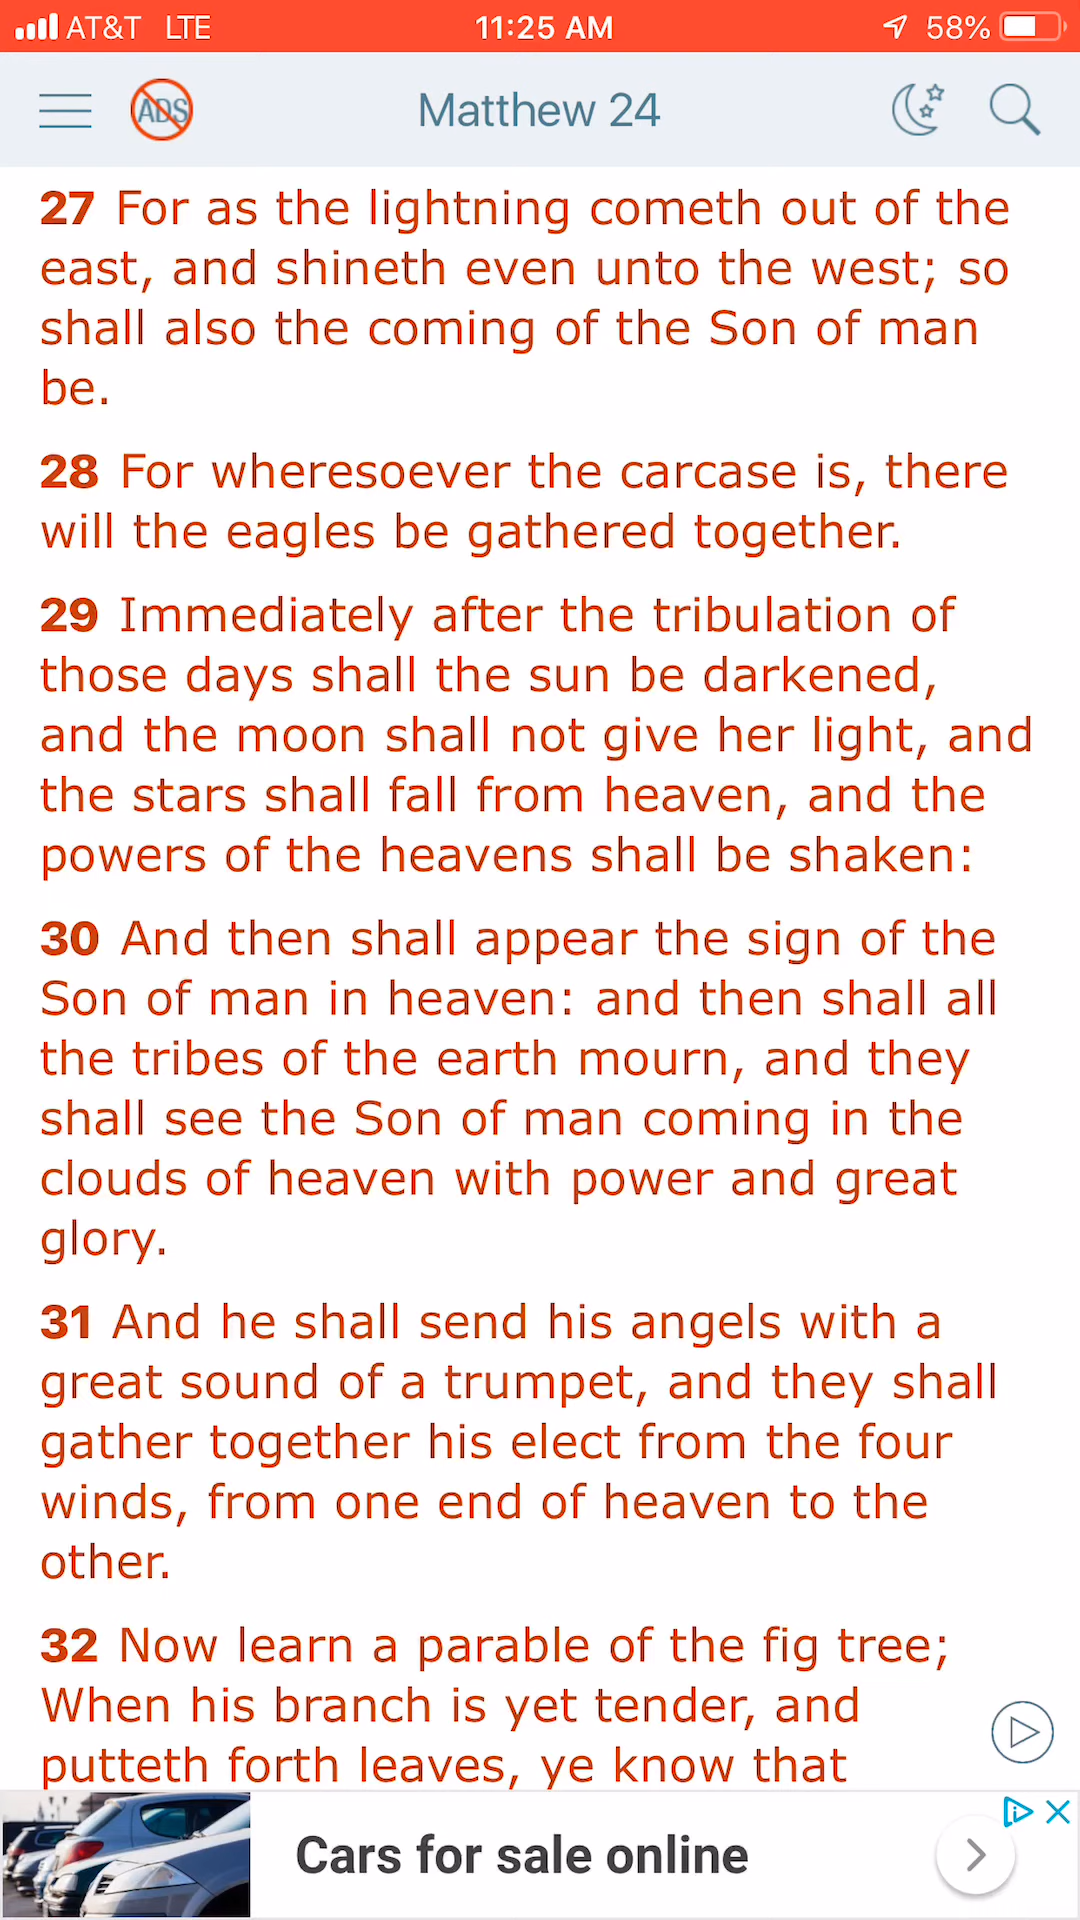 AT&T LTE 11:25 AM 58%
ADS Matthew 24
27 For as the lightning cometh out of the
east, and shineth even unto the west; so
shall also the coming of the Son of man
be.
28 For wheresoever the carcase is, there
will the eagles be gathered together.
29 Immediately after the tribulation of
those days shall the sun be darkened,
and the moon shall not give her light, and
the stars shall fall from heaven, and the
powers of the heavens shall be shaken:
30 And then shall appear the sign of the
Son of man in heaven: and then shall all
the tribes of the earth mourn, and they
shall see the Son of man coming in the
clouds of heaven with power and great
glory.
31 And he shall send his angels with a
great sound of a trumpet, and they shall
gather together his elect from the four
winds, from one end of heaven to the
other.
32 Now learn a parable of the fig tree;
When his branch is yet tender, and
putteth forth leaves, ye know that
Cars for sale online